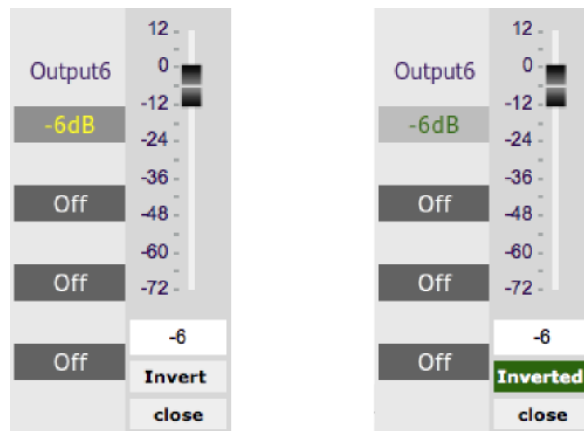 Output6
-6dB
Off
Off
Off
12
0
-12
-24
-36
-48
-60
-72
-6
Invert
close
Output6
-6dB
Off
Off
Off
12
0
-12
-24
-36
-48
-60
-72
-6
Inverted
close